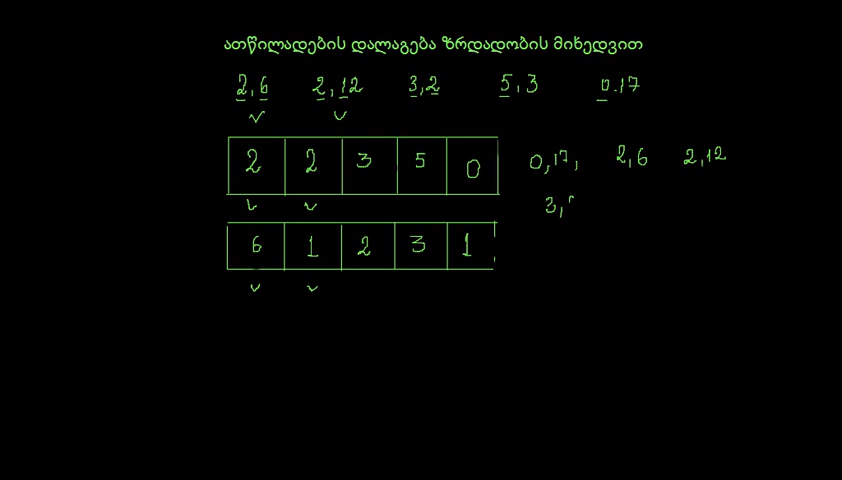 ათწილადების დალაგება ზრდადობის მიხედვით
2,6 2,12 3,2 5,3 0.17
2 2 3 5 0 0,17, 2,6 2,12
3,
6 1 2 3 1